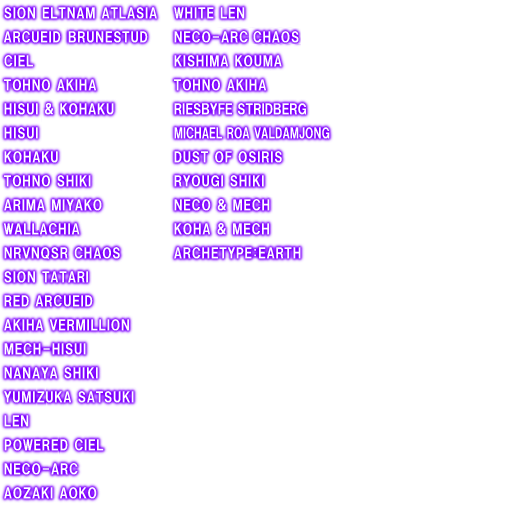 SION ELTNAM ATLASIA
ARCUEID BRUNESTUD
CIEL
TOHNO AKIHA
HISUI & KOHAKU
HISUI
KOHAKU
TOHNO SHIKI
ARIMA MIYAKO
WALLACHIA
NRVNQSR CHAOS
SION TATARI
RED ARCUEID
AKIHA VERMILLION
MECH-HISUI
NANAYA SHIKI
YUMIZUKA SATSUKI
LEN
POWERED CIEL
NECO-ARC
AOZAKI AOKO
WHITE LEN
NECO-ARC CHAOS
KISHIMA KOUMA
TOHNO AKIHA
RIESBYFE STRIDBERG
MICHAEL ROA VALDAMJONG
DUST OF OSIRIS
RYOUGI SHIKI
NECO & MECH
KOHA & MECH
ARCHETYPE:EARTH